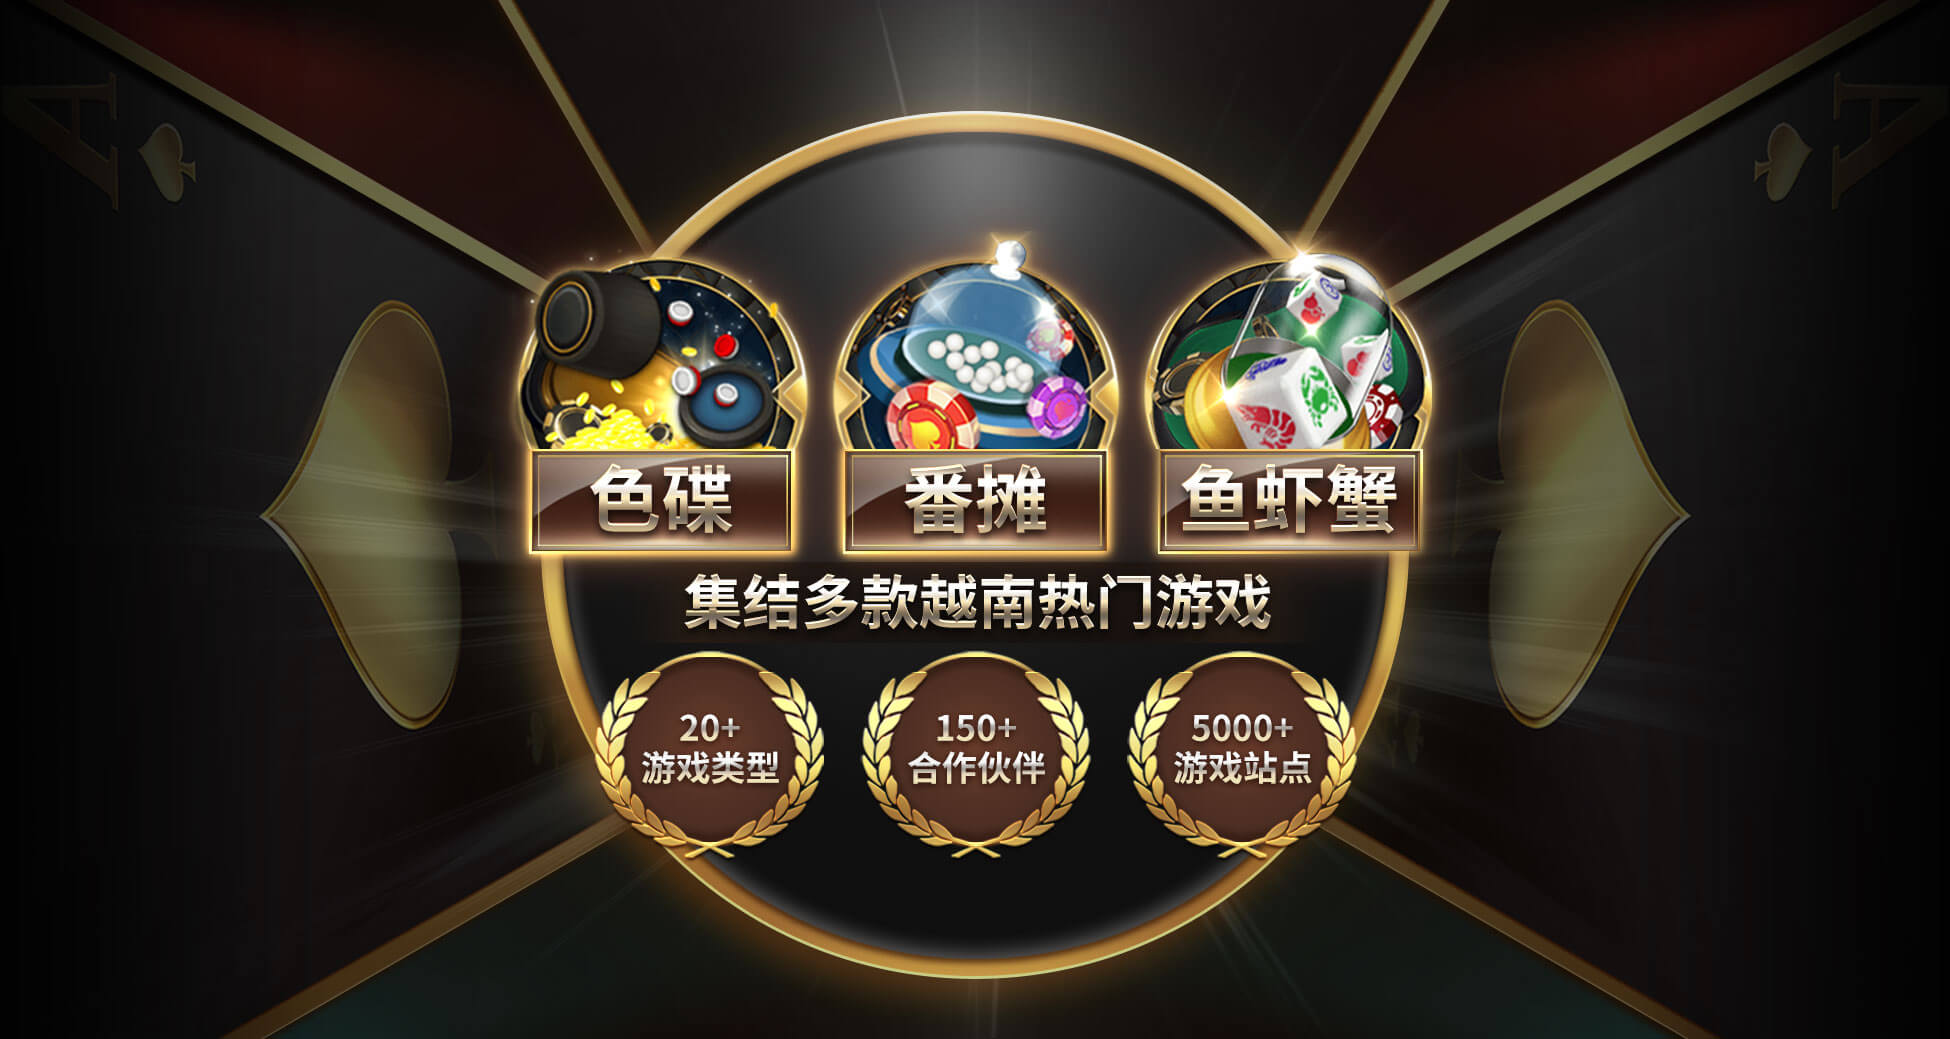 A
A
色碟
番摊
鱼虾蟹
集结多款越南热门游戏
20+
游戏类型
150+
合作伙伴
5000+
游戏站点